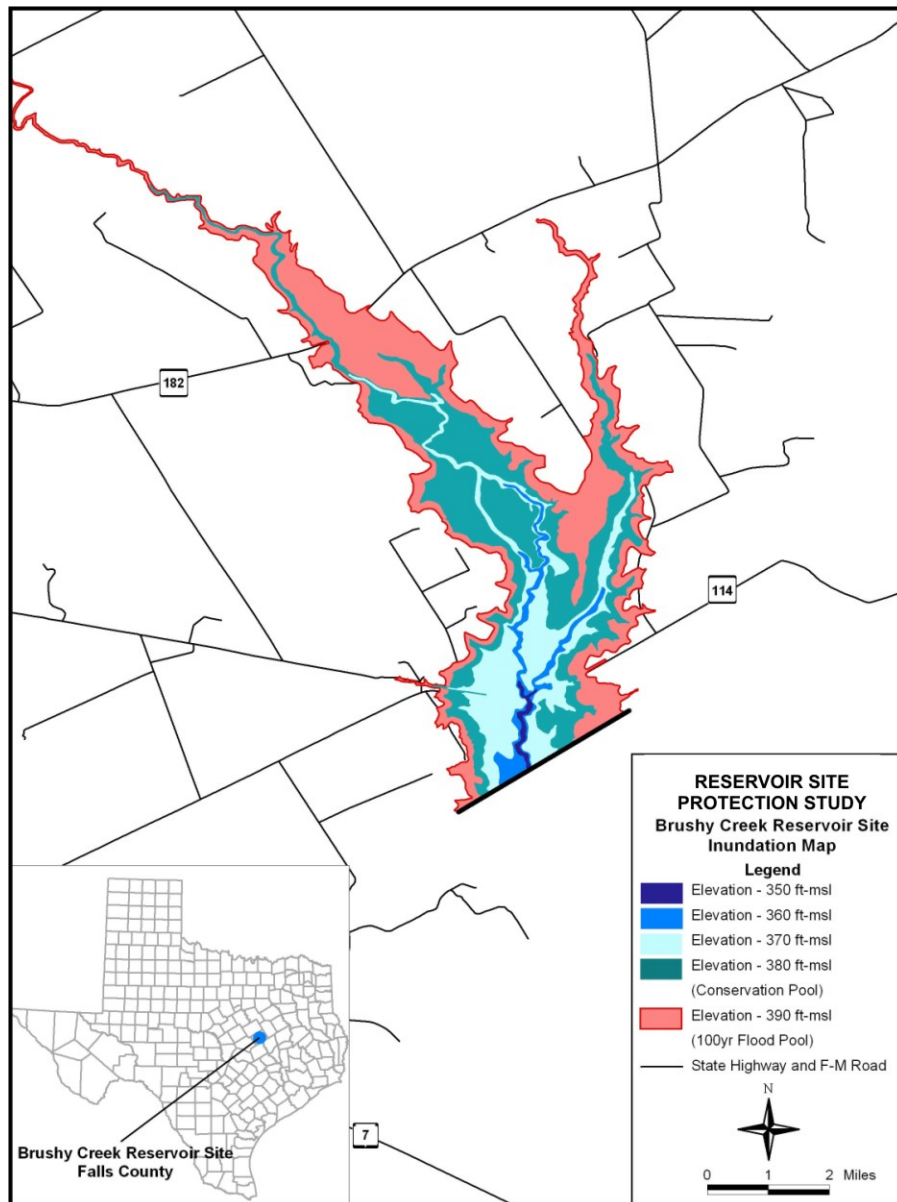 182
114
RESERVOIR SITE
PROTECTION STUDY
Brushy Creek Reservoir Site
Inundation Map
Legend
Elevation - 350 ft-msl
Elevation - 360 ft-msl
Elevation - 370 ft-msl
Elevation - 380 ft-msl
(Conservation Pool)
Elevation - 390 ft-msl
(100yr Flood Pool)
State Highway and F-M Road
N
0 1 2 Miles
Brushy Creek Reservoir Site
Falls County
7